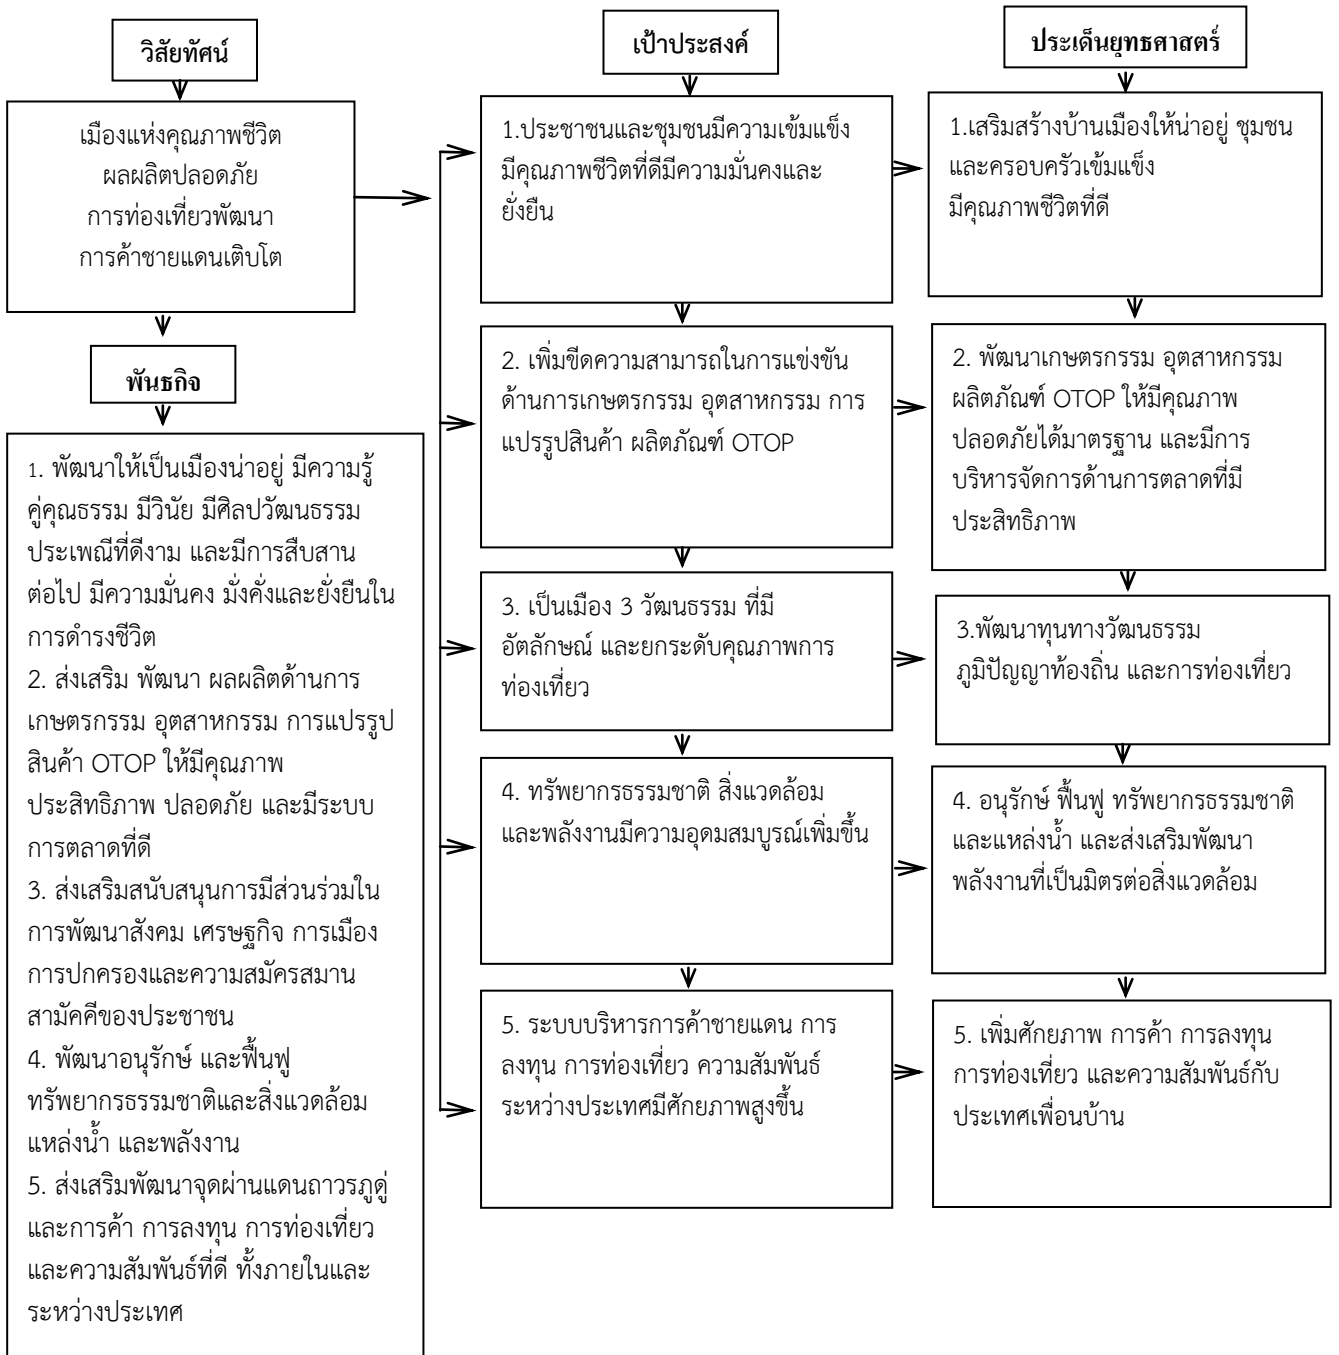 วิสัยทัศน์
เมืองแห่งคุณภาพชีวิต
ผลผลิตปลอดภัย
การท่องเที่ยวพัฒนา
การค้าชายแดนเติบโต
พันธกิจ
1. พัฒนาให้เป็นเมืองน่าอยู่ มีความรู้
คู่คุณธรรม มีวินัย มีศิลปวัฒนธรรม
ประเพณีที่ดีงาม และมีการสืบสาน
ต่อไป มีความมั่นคง มั่งคั่งและยั่งยืนใน
การดำรงชีวิต
2. ส่งเสริม พัฒนา ผลผลิตด้านการ
เกษตรกรรม อุตสาหกรรม การแปรรูป
สินค้า OTOP ให้มีคุณภาพ
ประสิทธิภาพ ปลอดภัย และมีระบบ
การตลาดที่ดี
3. ส่งเสริมสนับสนุนการมีส่วนร่วมใน
การพัฒนาสังคม เศรษฐกิจ การเมือง
การปกครองและความสมัครสมาน
สามัคคีของประชาชน
4. พัฒนาอนุรักษ์ และฟื้นฟู
ทรัพยากรธรรมชาติและสิ่งแวดล้อม
แหล่งน้ำ และพลังงาน
5. ส่งเสริมพัฒนาจุดผ่านแดนถาวรภูดู่
และการค้า การลงทุน การท่องเที่ยว
และความสัมพันธ์ที่ดี ทั้งภายในและ
ระหว่างประเทศ
เป้าประสงค์
1.ประชาชนและชุมชนมีความเข้มแข็ง
มีคุณภาพชีวิตที่ดีมีความมั่นคงและ
ยั่งยืน
2. เพิ่มขีดความสามารถในการแข่งขัน
ด้านการเกษตรกรรม อุตสาหกรรม การ
แปรรูปสินค้า ผลิตภัณฑ์ OTOP
3. เป็นเมือง 3 วัฒนธรรม ที่มี
อัตลักษณ์ และยกระดับคุณภาพการ
ท่องเที่ยว
4. ทรัพยากรธรรมชาติ สิ่งแวดล้อม
และพลังงานมีความอุดมสมบูรณ์เพิ่มขึ้น
5. ระบบบริหารการค้าชายแดน การ
ลงทุน การท่องเที่ยว ความสัมพันธ์
ระหว่างประเทศมีศักยภาพสูงขึ้น
ประเด็นยุทธศาสตร์
1.เสริมสร้างบ้านเมืองให้น่าอยู่ ชุมชน
และครอบครัวเข้มแข็ง
มีคุณภาพชีวิตที่ดี
2. พัฒนาเกษตรกรรม อุตสาหกรรม
ผลิตภัณฑ์ OTOP ให้มีคุณภาพ
ปลอดภัยได้มาตรฐาน และมีการ
บริหารจัดการด้านการตลาดที่มี
ประสิทธิภาพ
3.พัฒนาทุนทางวัฒนธรรม
ภูมิปัญญาท้องถิ่น และการท่องเที่ยว
4. อนุรักษ์ ฟื้นฟู ทรัพยากรธรรมชาติ
และแหล่งน้ำ และส่งเสริมพัฒนา
พลังงานที่เป็นมิตรต่อสิ่งแวดล้อม
5. เพิ่มศักยภาพ การค้า การลงทุน
การท่องเที่ยว และความสัมพันธ์กับ
ประเทศเพื่อนบ้าน